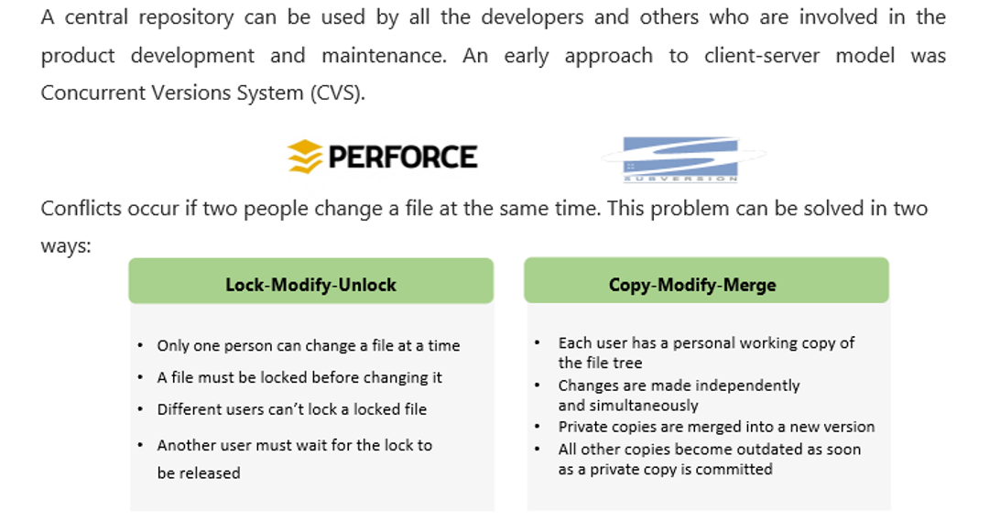 A central repository can be used by all the developers and others who are involved in the
product development and maintenance. An early approach to client-server model was
Concurrent Versions System (CVS).
PERFORCE
SUBVERSION
Conflicts occur if two people change a file at the same time. This problem can be solved in two
ways:
Lock-Modify-Unlock
• Only one person can change a file at a time
• A file must be locked before changing it
• Different users can’t lock a locked file
• Another user must wait for the lock to
be released
Copy-Modify-Merge
• Each user has a personal working copy of
the file tree
• Changes are made independently
and simultaneously
• Private copies are merged into a new version
• All other copies become outdated as soon
as a private copy is committed